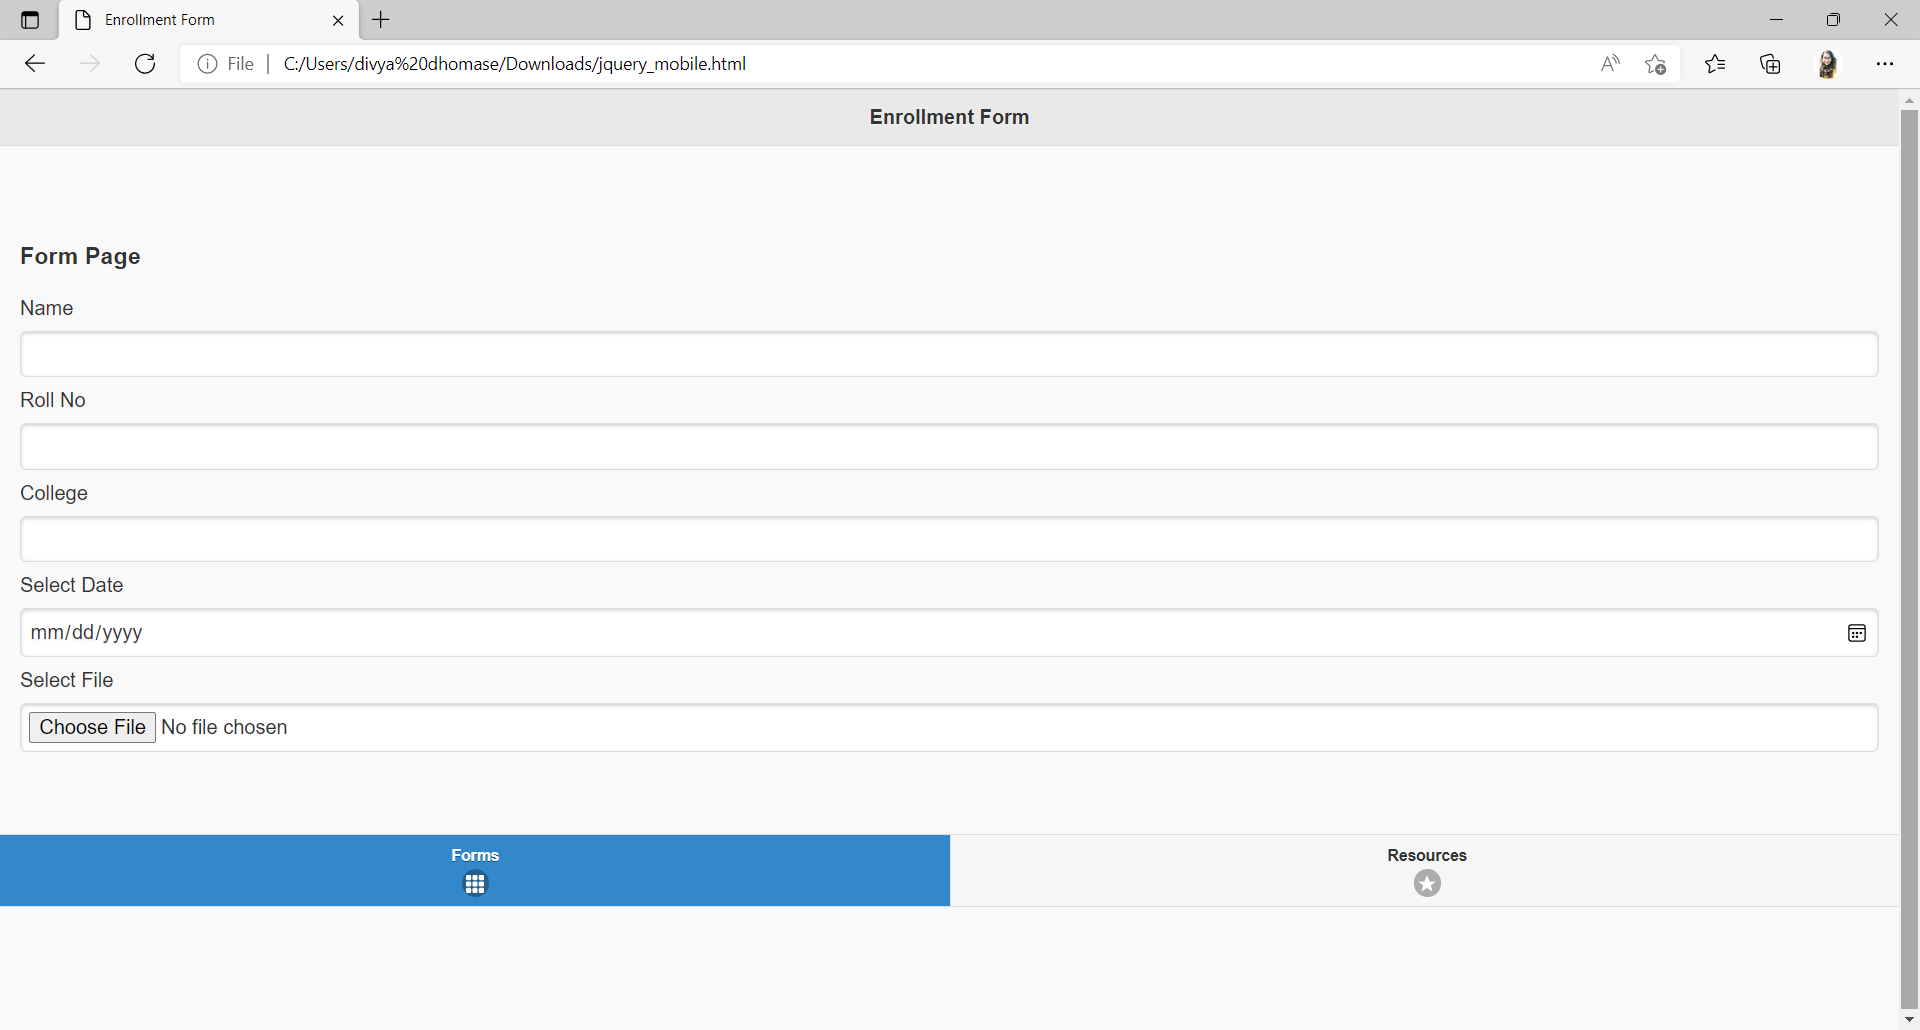 Enrollment Form
File
C:/Users/divya%20dhomase/Downloads/jquery_mobile.html
Enrollment Form
Form Page
Name
Roll No
College
Select Date
mm/dd/yyyy
Select File
Choose File No file chosen
Forms
Resources